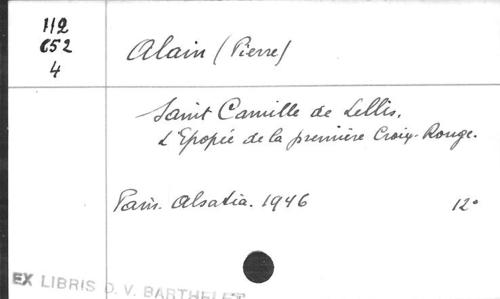 112
C52
4
Alain (Pierre)
Saint Camille de Lellis.
L'Epopée de la première Croix-Rouge.
Paris. Alsatia. 1946 12°
EX LIBRIS D. V. BARTHELET